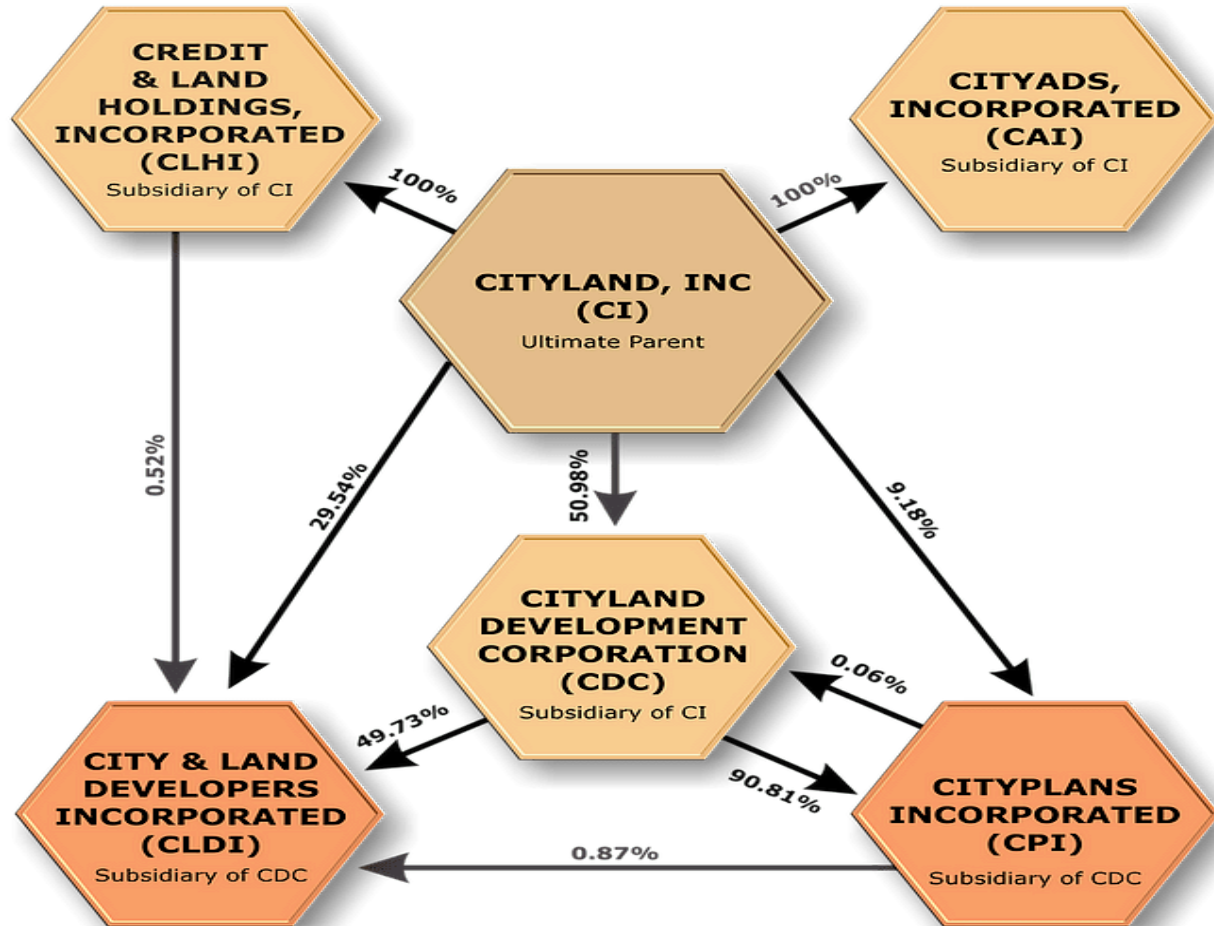 CREDIT
& LAND
HOLDINGS,
INCORPORATED
(CLHI)
Subsidiary of CI
CITYADS,
INCORPORATED
(CAI)
Subsidiary of CI
100%
100%
CITYLAND, INC
(CI)
Ultimate Parent
0.52%
29.54%
50.98%
9.18%
CITYLAND
DEVELOPMENT
CORPORATION
(CDC)
Subsidiary of CI
0.06%
49.73%
90.81%
CITY & LAND
DEVELOPERS
INCORPORATED
(CLDI)
Subsidiary of CDC
CITYPLANS
INCORPORATED
(CPI)
Subsidiary of CDC
0.87%